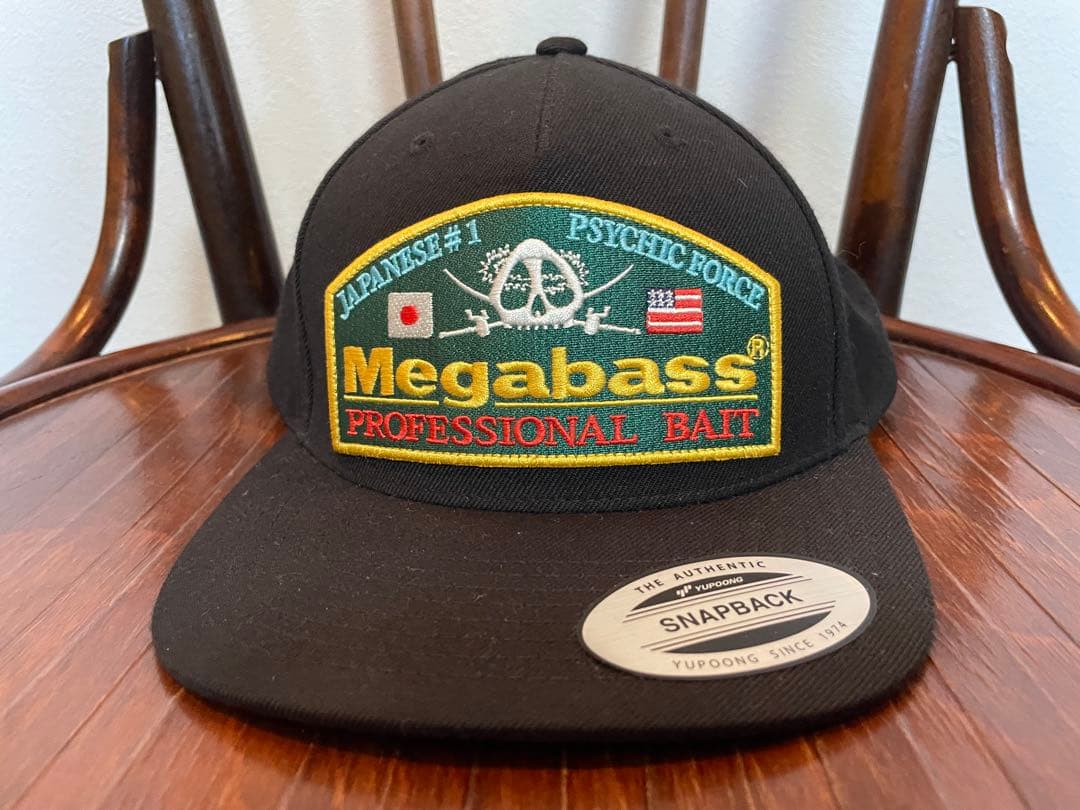 JAPANESE #1 PSYCHIC FORCE
Megabass®
PROFESSIONAL BAIT
THE AUTHENTIC
YUPOONG
SNAPBACK
YUPOONG SINCE 1974